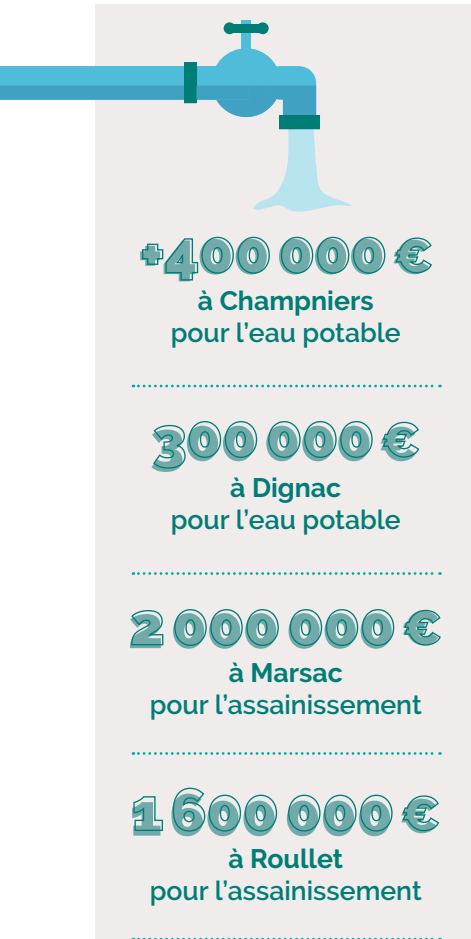 +400 000 €
à Champniers
pour l’eau potable
300 000 €
à Dignac
pour l’eau potable
2 000 000 €
à Marsac
pour l’assainissement
1 600 000 €
à Roullet
pour l’assainissement